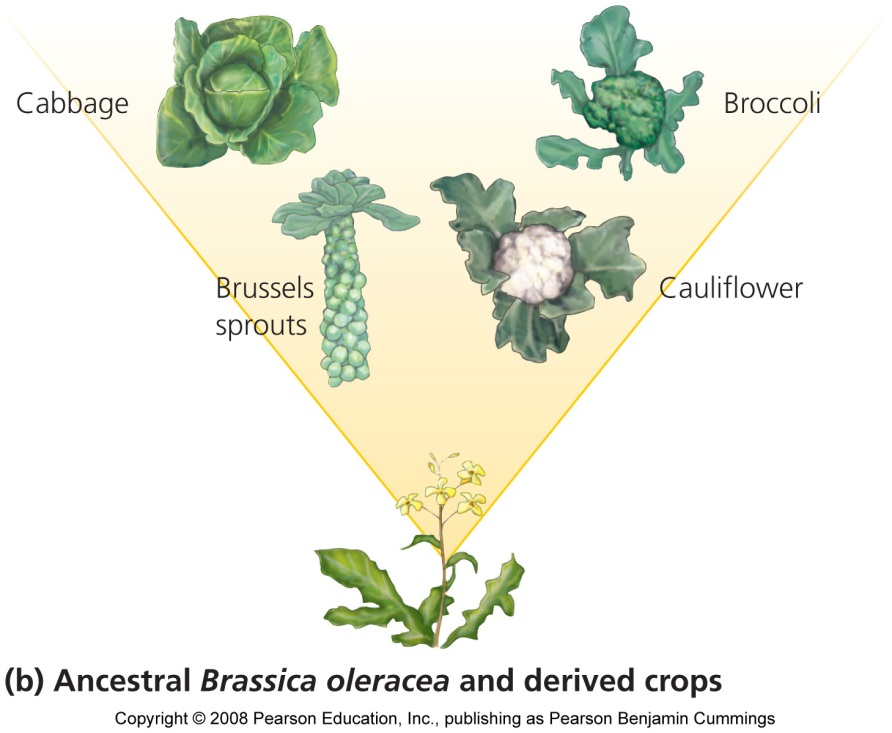 Cabbage
Broccoli
Brussels
sprouts
Cauliflower
(b) Ancestral Brassica oleracea and derived crops
Copyright © 2008 Pearson Education, Inc., publishing as Pearson Benjamin Cummings